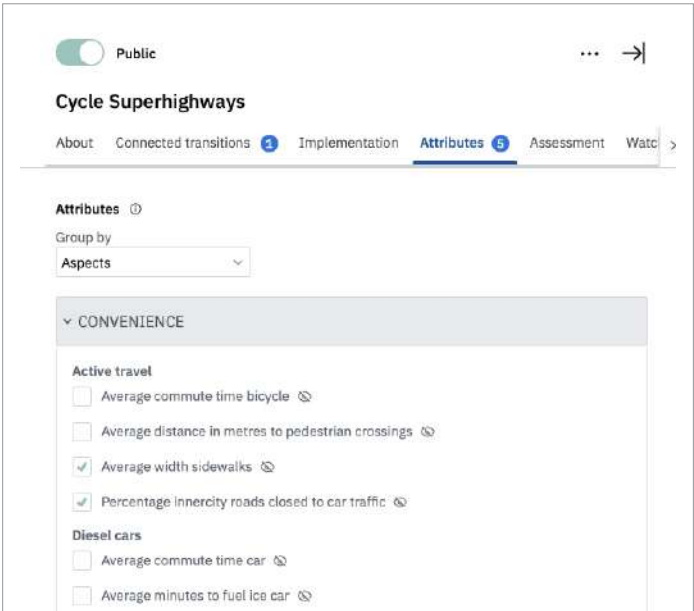 Public
Cycle Superhighways
About Connected transitions 1 Implementation Attributes 5 Assessment Watc
Attributes
Group by
Aspects
CONVENIENCE
Active travel
Average commute time bicycle
Average distance in metres to pedestrian crossings
Average width sidewalks
Percentage innercity roads closed to car traffic
Diesel cars
Average commute time car
Average minutes to fuel ice car